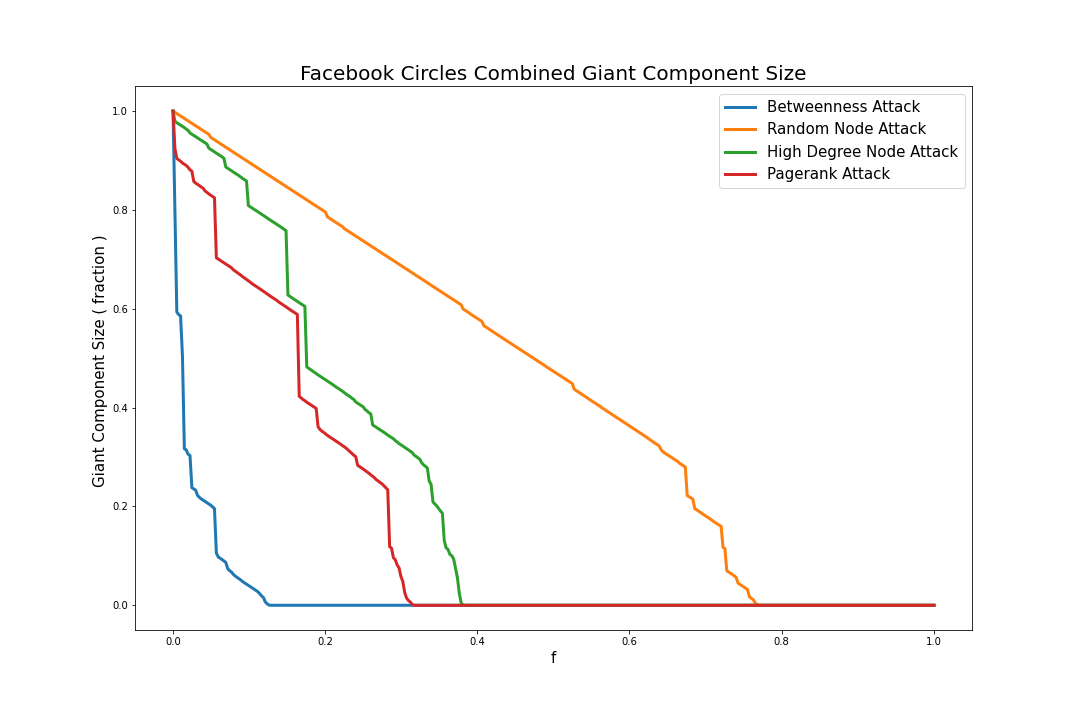 Facebook Circles Combined Giant Component Size
Betweenness Attack
Random Node Attack
High Degree Node Attack
Pagerank Attack
Giant Component Size ( fraction )
1.0
0.8
0.6
0.4
0.2
0.0
0.0 0.2 0.4 0.6 0.8 1.0
f